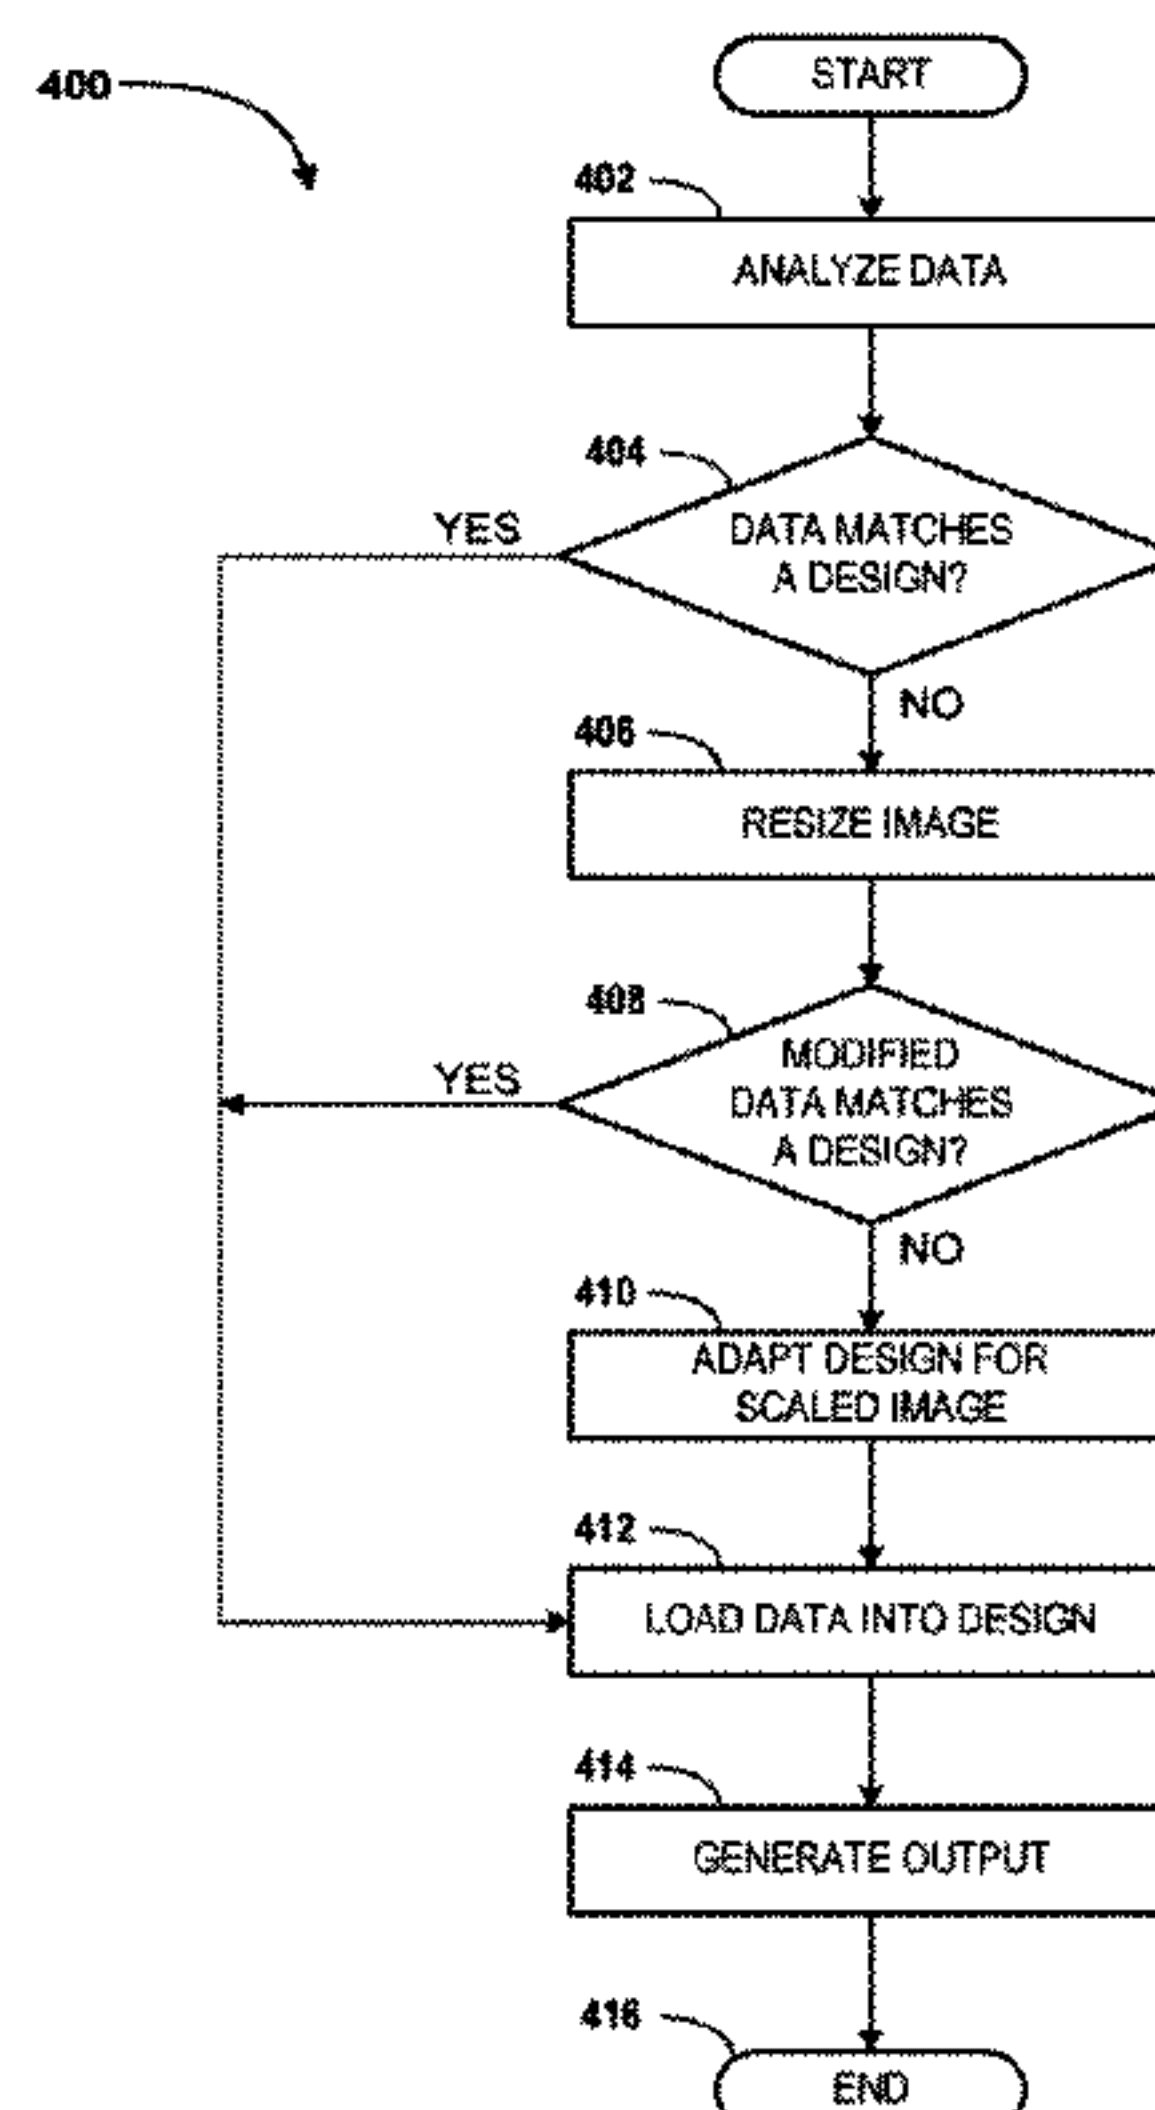 400
START
402
ANALYZE DATA
404
YES
DATA MATCHES
A DESIGN?
NO
406
RESIZE IMAGE
408
YES
MODIFIED
DATA MATCHES
A DESIGN?
NO
410
ADAPT DESIGN FOR
SCALED IMAGE
412
LOAD DATA INTO DESIGN
414
GENERATE OUTPUT
416
END